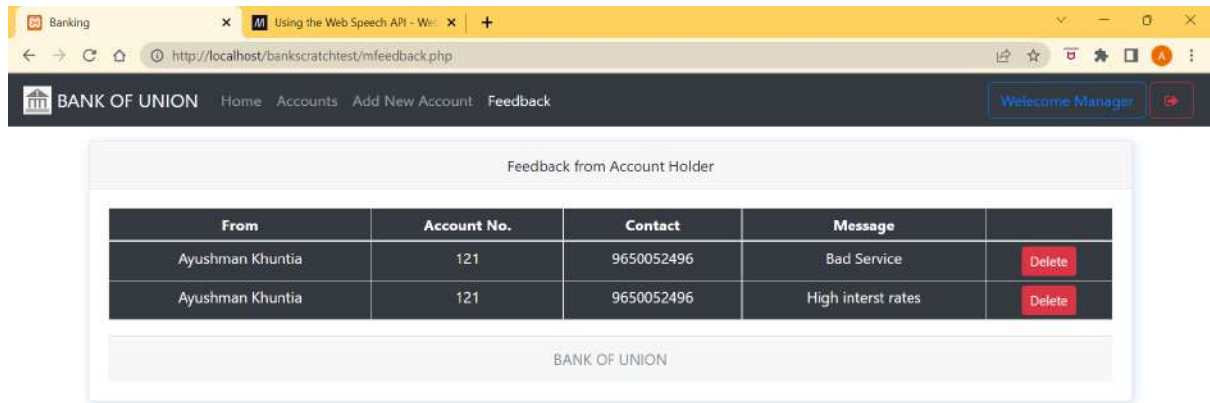 Banking
Using the Web Speech API - Web
http://localhost/bankscratchtest/mfeedback.php
A
BANK OF UNION Home Accounts Add New Account Feedback Welecome Manager
Feedback from Account Holder
From Account No. Contact Message
Ayushman Khuntia 121 9650052496 Bad Service Delete
Ayushman Khuntia 121 9650052496 High interst rates Delete
BANK OF UNION